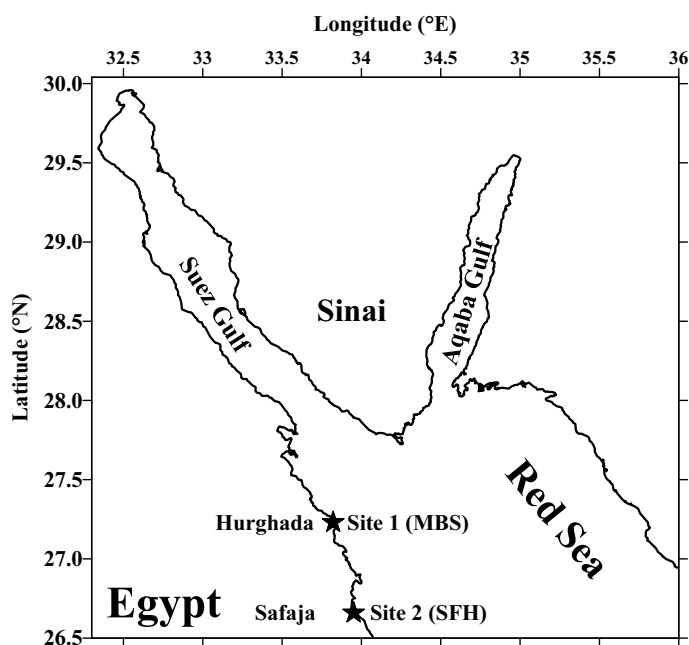 Longitude (°E)
32.5 33 33.5 34 34.5 35 35.5 36
30.0
29.5
29.0
28.5
28.0
27.5
27.0
26.5
Latitude (°N)
Suez Gulf
Sinai
Aqaba Gulf
Red Sea
Hurghada Site 1 (MBS)
Egypt
Safaja Site 2 (SFH)